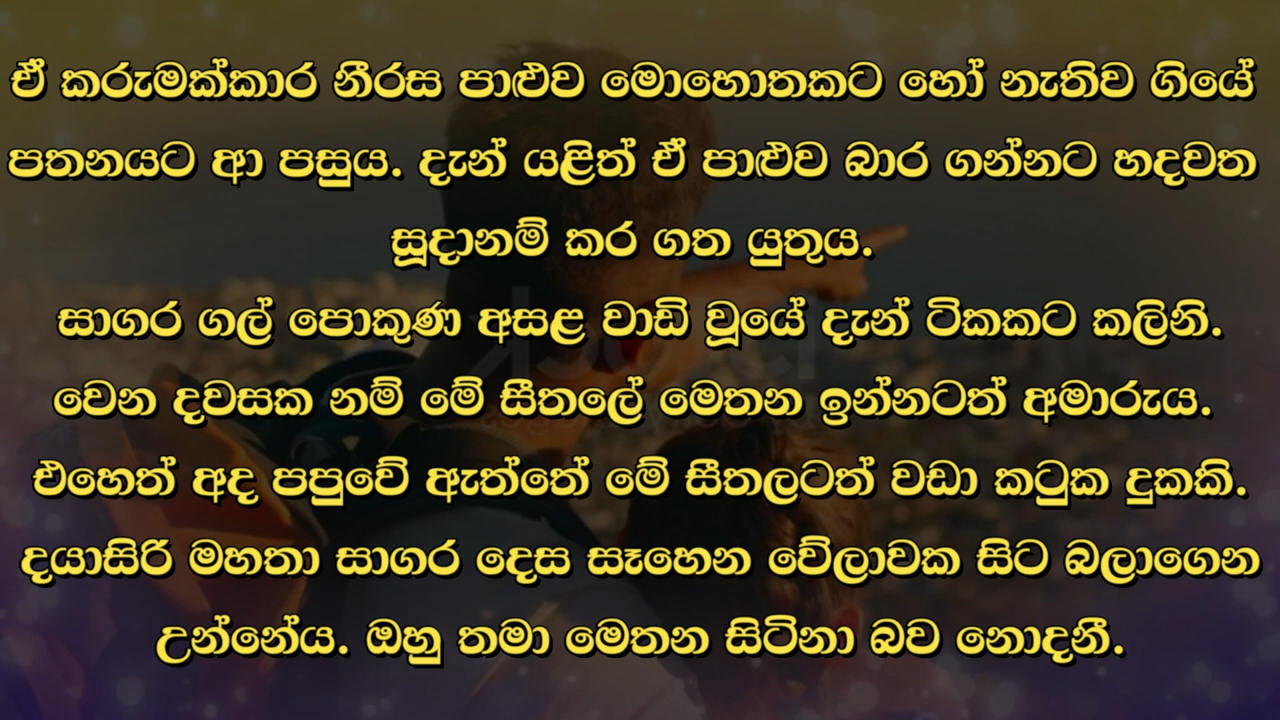 ඒ කරුමක්කාර නීරස පාළුව මොහොතකට හෝ නැතිව ගියේ
පතනයට ආ පසුය. දැන් යළිත් ඒ පාළුව බාර ගන්නට හදවත
සූදානම් කර ගත යුතුය.
සාගර ගල් පොකුණ අසළ වාඩි වූයේ දැන් ටිකකට කලිනි.
වෙන දවසක නම් මේ සීතලේ මෙතන ඉන්නටත් අමාරුය.
එහෙත් අද පපුවේ ඇත්තේ මේ සීතලටත් වඩා කටුක දුකකි.
දයාසිරි මහතා සාගර දෙස සෑහෙන වේලාවක සිට බලාගෙන
උන්නේය. ඔහු තමා මෙතන සිටිනා බව නොදනී.